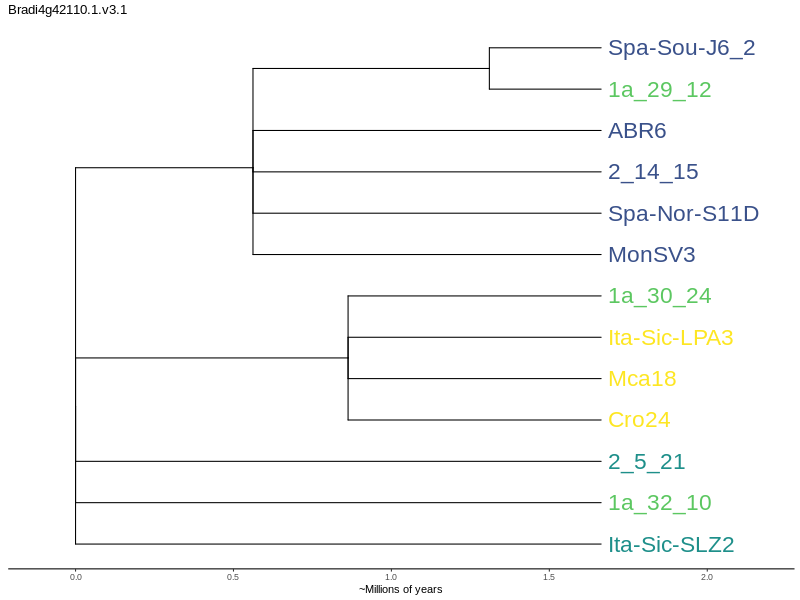 Bradi4g42110.1.v3.1
Spa-Sou-J6_2
1a_29_12
ABR6
2_14_15
Spa-Nor-S11D
MonSV3
1a_30_24
Ita-Sic-LPA3
Mca18
Cro24
2_5_21
1a_32_10
Ita-Sic-SLZ2
0.0 0.5 1.0 1.5 2.0
~Millions of years